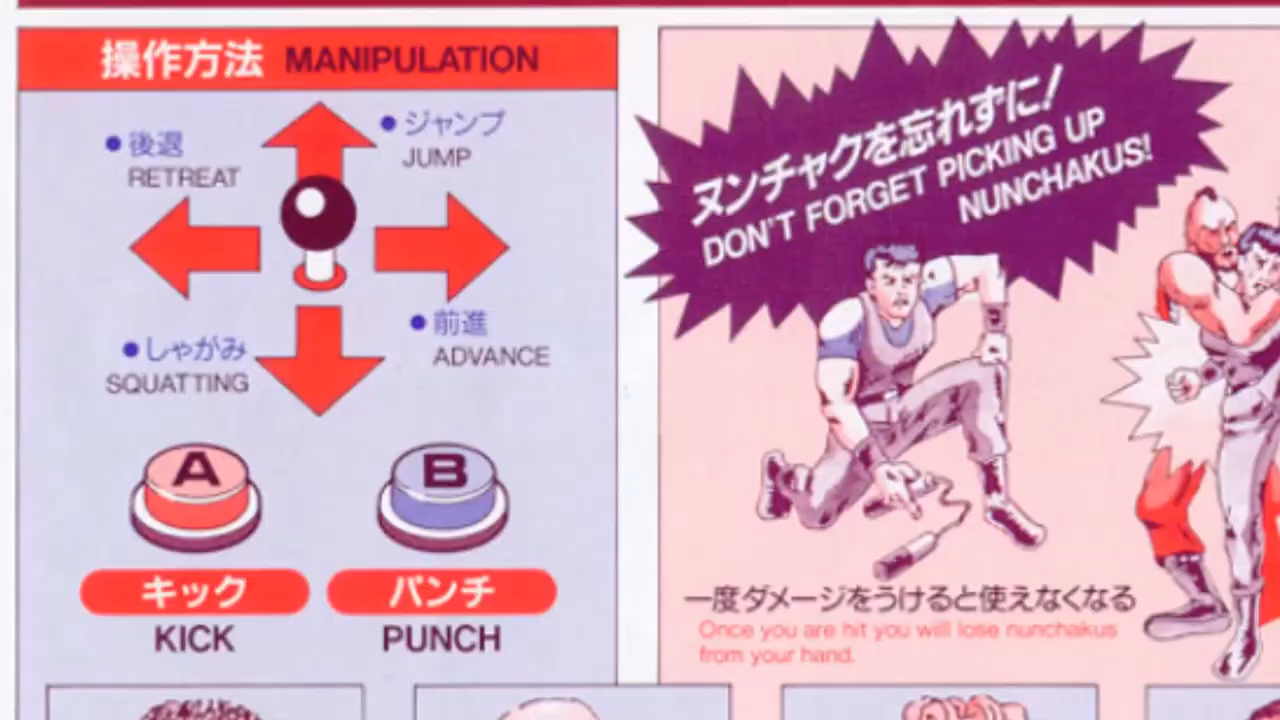 操作方法 MANIPULATION
●後退
RETREAT
●ジャンプ
JUMP
●しゃがみ
SQUATTING
●前進
ADVANCE
A
B
キック
KICK
パンチ
PUNCH
ヌンチャクを忘れずに!
DON'T FORGET PICKING UP
NUNCHAKUS!
一度ダメージをうけると使えなくなる
Once you are hit you will lose nunchakus
from your hand.